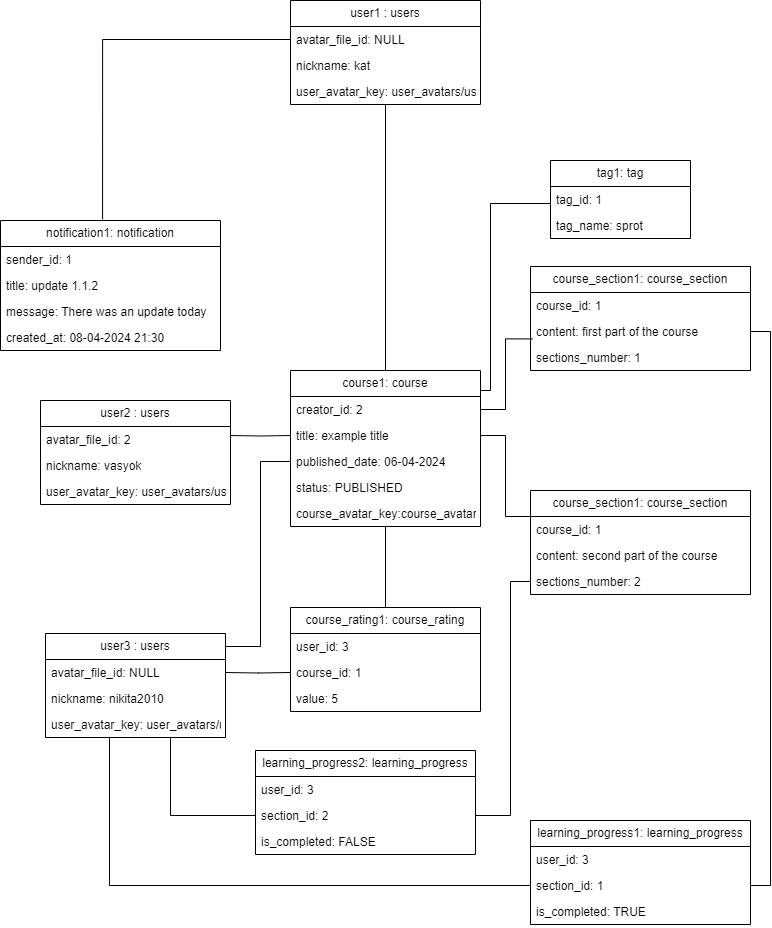 user1 : users
avatar_file_id: NULL
nickname: kat
user_avatar_key: user_avatars/us
tag1: tag
tag_id: 1
tag_name: sprot
notification1: notification
sender_id: 1
title: update 1.1.2
message: There was an update today
created_at: 08-04-2024 21:30
course_section1: course_section
course_id: 1
content: first part of the course
sections_number: 1
course1: course
creator_id: 2
title: example title
published_date: 06-04-2024
status: PUBLISHED
course_avatar_key:course_avatar
user2 : users
avatar_file_id: 2
nickname: vasyok
user_avatar_key: user_avatars/us
course_section1: course_section
course_id: 1
content: second part of the course
sections_number: 2
course_rating1: course_rating
user_id: 3
course_id: 1
value: 5
user3 : users
avatar_file_id: NULL
nickname: nikita2010
user_avatar_key: user_avatars/
learning_progress2: learning_progress
user_id: 3
section_id: 2
is_completed: FALSE
learning_progress1: learning_progress
user_id: 3
section_id: 1
is_completed: TRUE